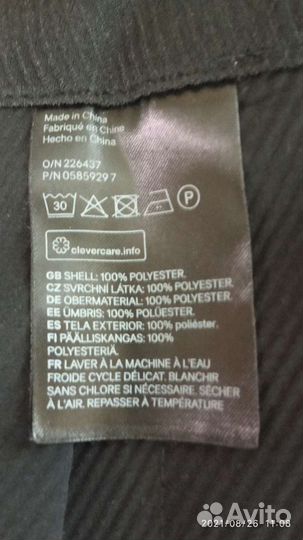 Made in China
Fabriqué en Chine
Hecho en China
O/N 226437
P/N 05859297
30
P
clevercare.info
GB SHELL: 100% POLYESTER.
CZ SVRCHNÍ LÁTKA: 100% POLYESTER.
DE OBERMATERIAL: 100% POLYESTER.
EE ÜMBRIS: 100% POLÜESTER.
ES TELA EXTERIOR: 100% poliéster.
FI PÄÄLLISKANGAS: 100%
POLYESTERIÄ.
FR LAVER À LA MACHINE À L'EAU
FROIDE CYCLE DÉLICAT. BLANCHIR
SANS CHLORE SI NÉCESSAIRE. SÉCHER
À L'AIR. REPASSER À TEMPÉRATURE
2021-08-26 11:08
Avito